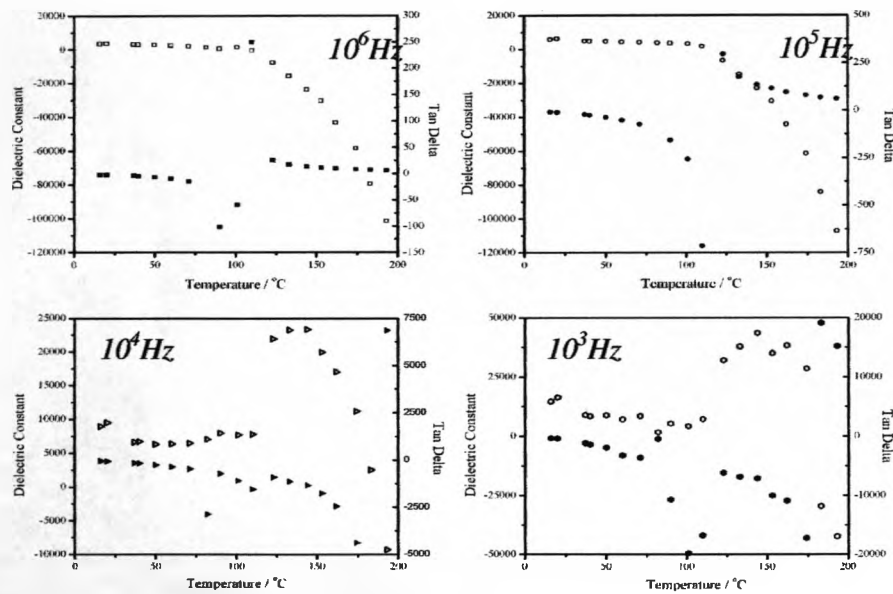 10⁶Hz
Dielectric Constant
20000
0
-20000
-40000
-60000
-80000
-100000
-120000
300
250
200
150
100
50
0
-50
-100
-150
Tan Delta
0 50 100 150 200
Temperature / °C
10⁵Hz
Dielectric Constant
20000
0
-20000
-40000
-60000
-80000
-100000
-120000
500
250
0
-250
-500
-750
Tan Delta
0 50 100 150 200
Temperature / °C
10⁴Hz
Dielectric Constant
25000
20000
15000
10000
5000
0
-5000
-10000
7500
5000
2500
0
-2500
-5000
Tan Delta
0 50 100 150 200
Temperature / °C
10³Hz
Dielectric Constant
50000
25000
0
-25000
-50000
20000
10000
0
-10000
-20000
Tan Delta
0 50 100 150 200
Temperature / °C